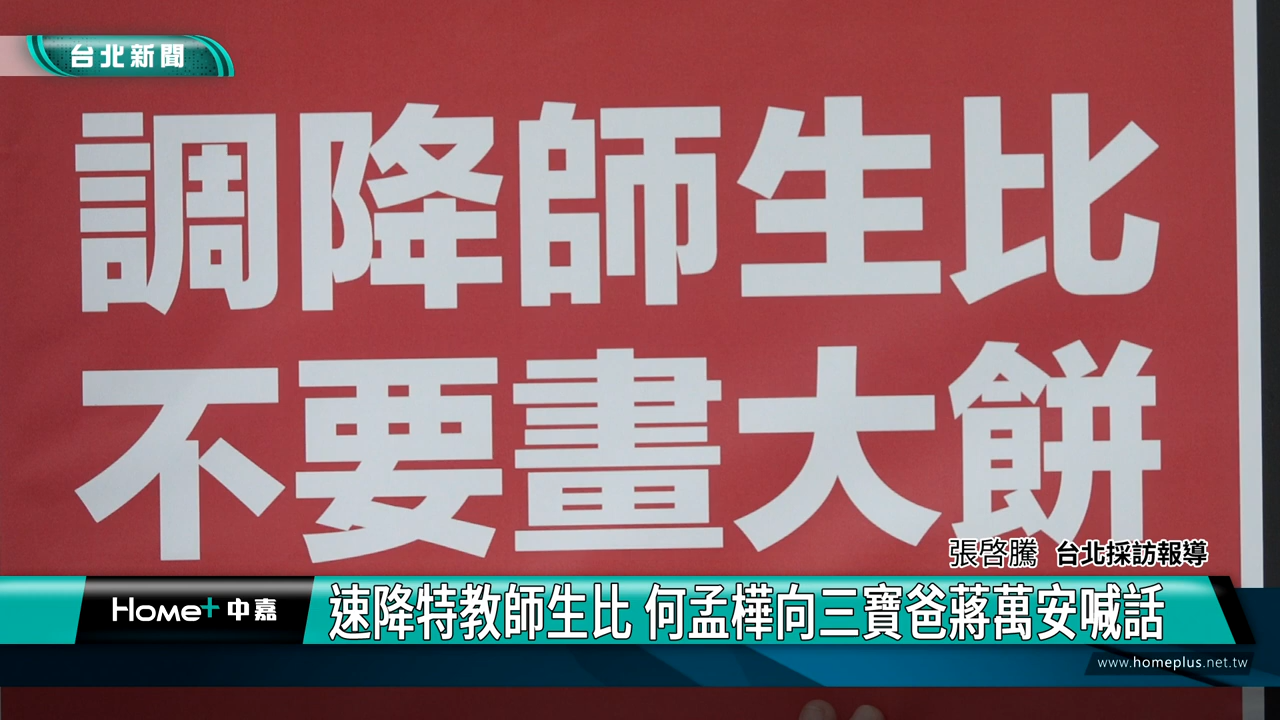 台北新聞
調降師生比
不要畫大餅
張啓騰 台北採訪報導
Home+中嘉
速降特教師生比 何孟樺向三寶爸蔣萬安喊話
www.homeplus.net.tw